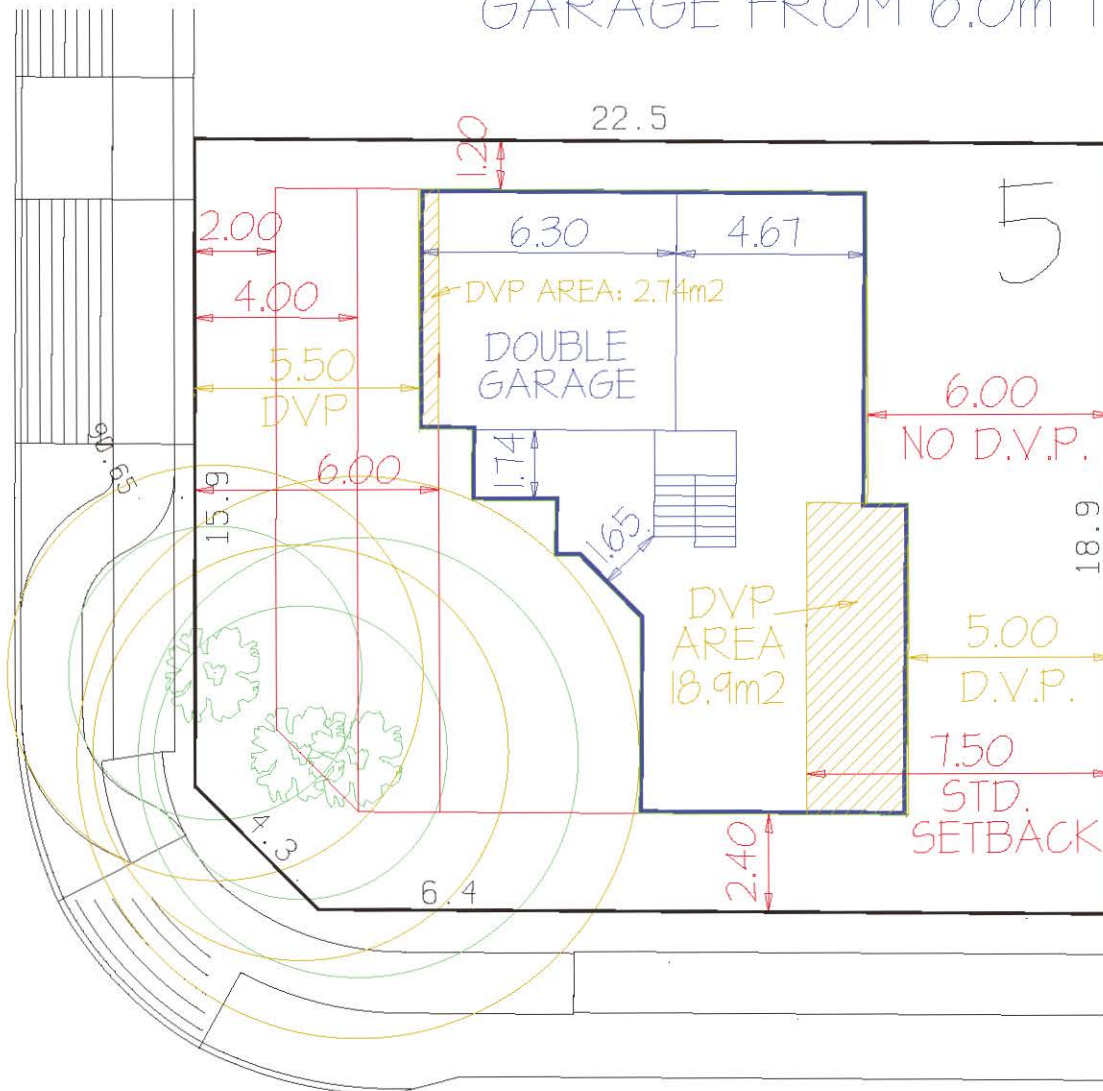 GARAGE FROM 6.0m
22.5
1.20
5
2.00
6.30
4.67
4.00
DVP AREA: 2.74m2
DOUBLE
GARAGE
5.50
DVP
6.00
NO D.V.P.
90.65
1.74
6.00
15.9
1.65
18.9
DVP
AREA
18.9m2
5.00
D.V.P.
7.50
STD.
SETBACK
4.3
2.40
6.4